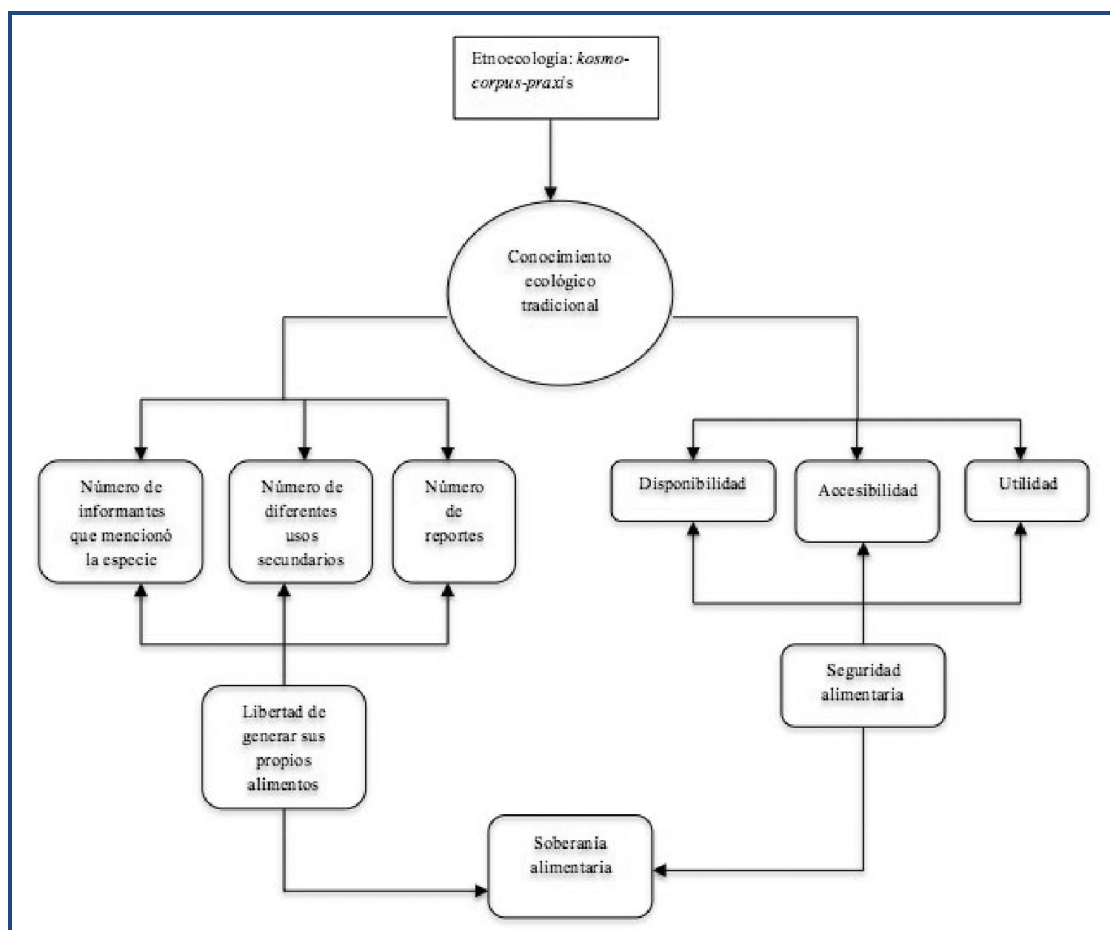 Etnoecología: kosmo-
corpus-praxis
Conocimiento
ecológico
tradicional
Número de
informantes
que mencionó
la especie
Número de
diferentes
usos
secundarios
Número
de
reportes
Disponibilidad
Accesibilidad
Utilidad
Libertad de
generar sus
propios
alimentos
Seguridad
alimentaria
Soberanía
alimentaria